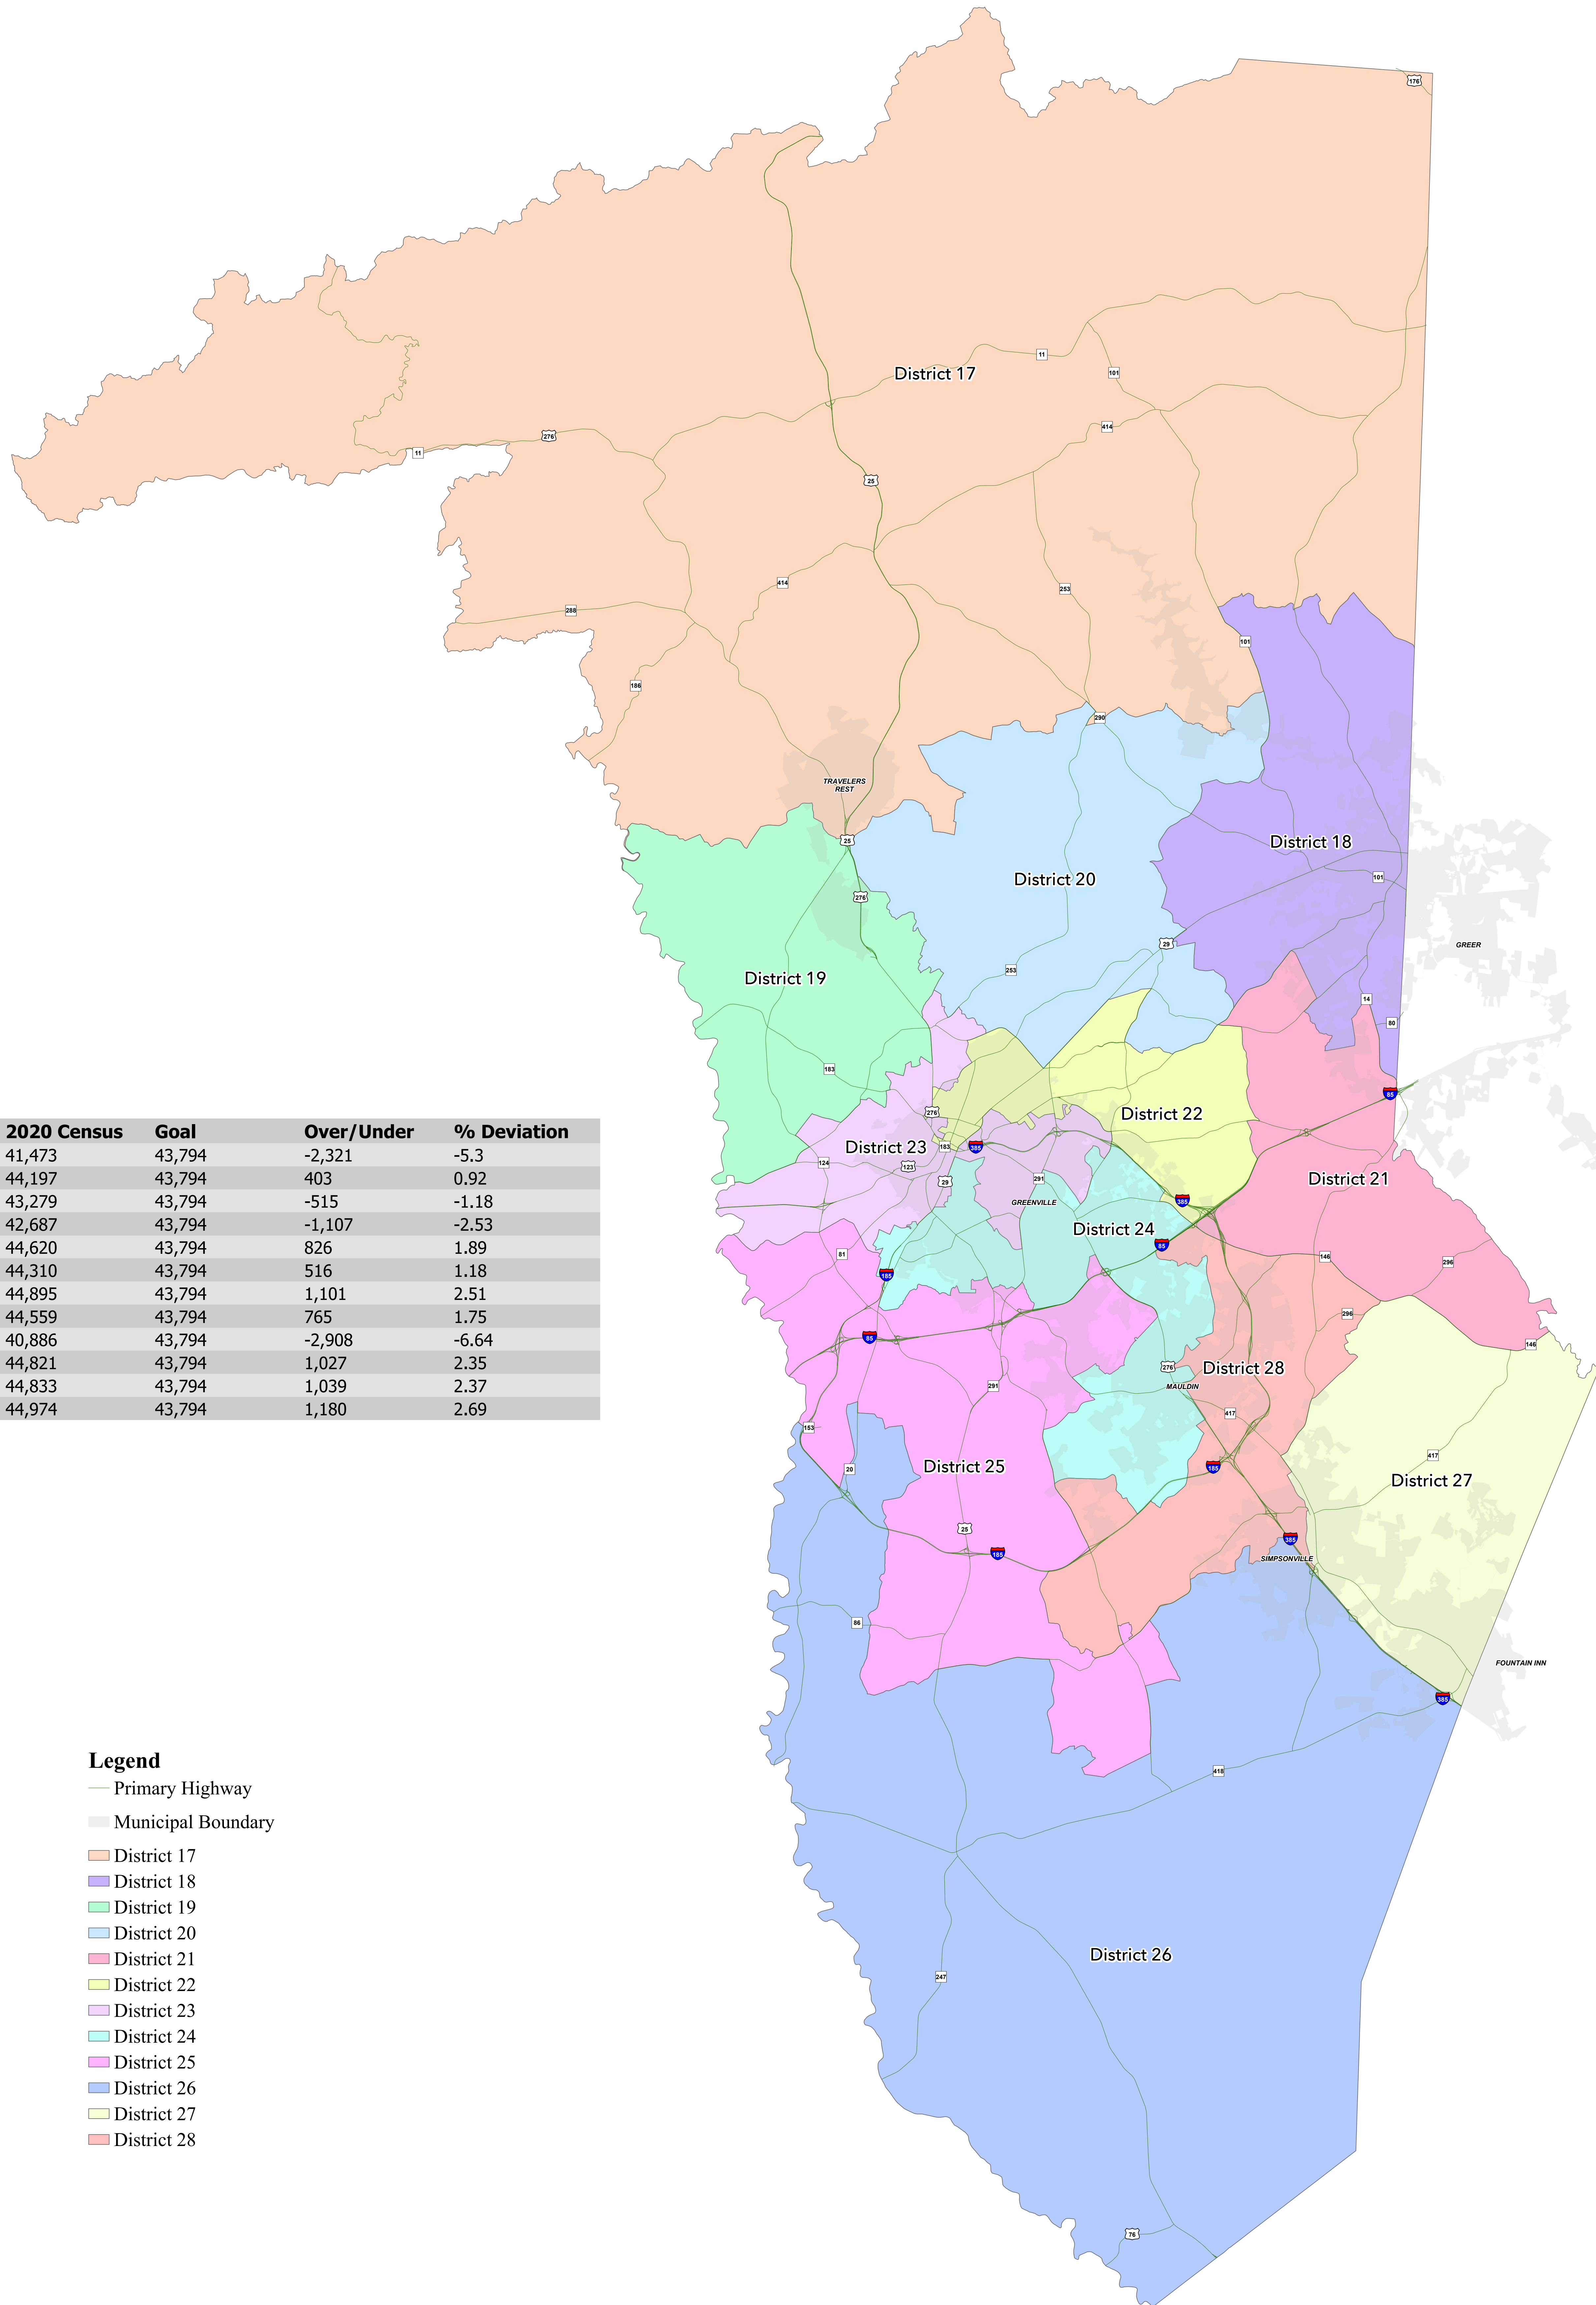 176
11
District 17
101
276
414
11
25
414
253
288
101
186
290
TRAVELERS
REST
25
District 18
101
District 20
276
29
GREER
253
District 19
14
80
183
85
276
District 22
District 23
183
385
124
123
291
District 21
29
385
GREENVILLE
District 24
85
81
146
296
185
296
85
146
276
District 28
MAULDIN
291
417
153
417
20
District 25
185
District 27
25
385
185
SIMPSONVILLE
86
FOUNTAIN INN
385
418
District 26
247
76
2020 Census Goal Over/Under % Deviation
41,473 43,794 -2,321 -5.3
44,197 43,794 403 0.92
43,279 43,794 -515 -1.18
42,687 43,794 -1,107 -2.53
44,620 43,794 826 1.89
44,310 43,794 516 1.18
44,895 43,794 1,101 2.51
44,559 43,794 765 1.75
40,886 43,794 -2,908 -6.64
44,821 43,794 1,027 2.35
44,833 43,794 1,039 2.37
44,974 43,794 1,180 2.69
Legend
Primary Highway
Municipal Boundary
District 17
District 18
District 19
District 20
District 21
District 22
District 23
District 24
District 25
District 26
District 27
District 28